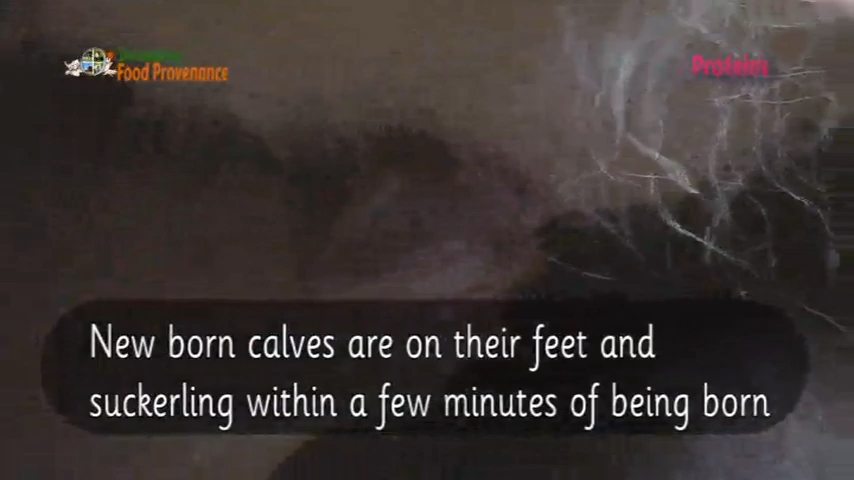 Food Provenance
Proteins
New born calves are on their feet and
suckerling within a few minutes of being born